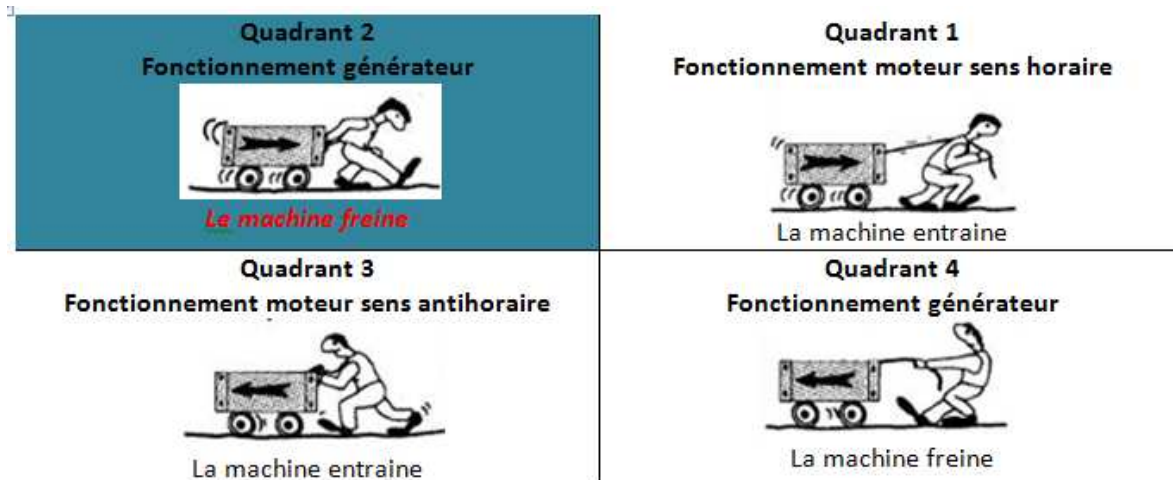 Quadrant 2
Fonctionnement générateur
Le machine freine
Quadrant 1
Fonctionnement moteur sens horaire
La machine entraine
Quadrant 3
Fonctionnement moteur sens antihoraire
La machine entraine
Quadrant 4
Fonctionnement générateur
La machine freine